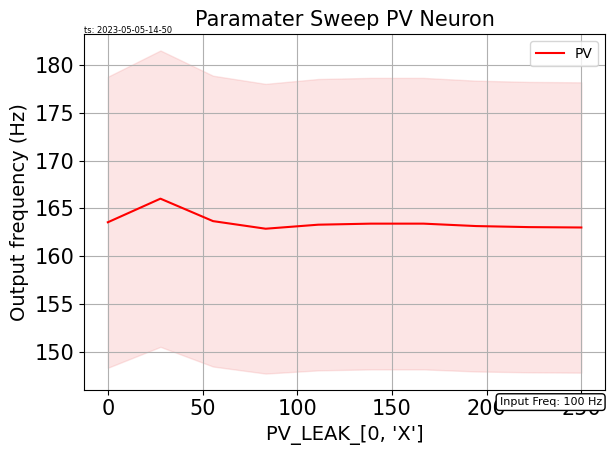 Paramater Sweep PV Neuron
ts: 2023-05-05-14-50
PV
180
175
170
165
160
155
150
Output frequency (Hz)
0 50 100 150 200 250
Input Freq: 100 Hz
PV_LEAK_[0, 'X']